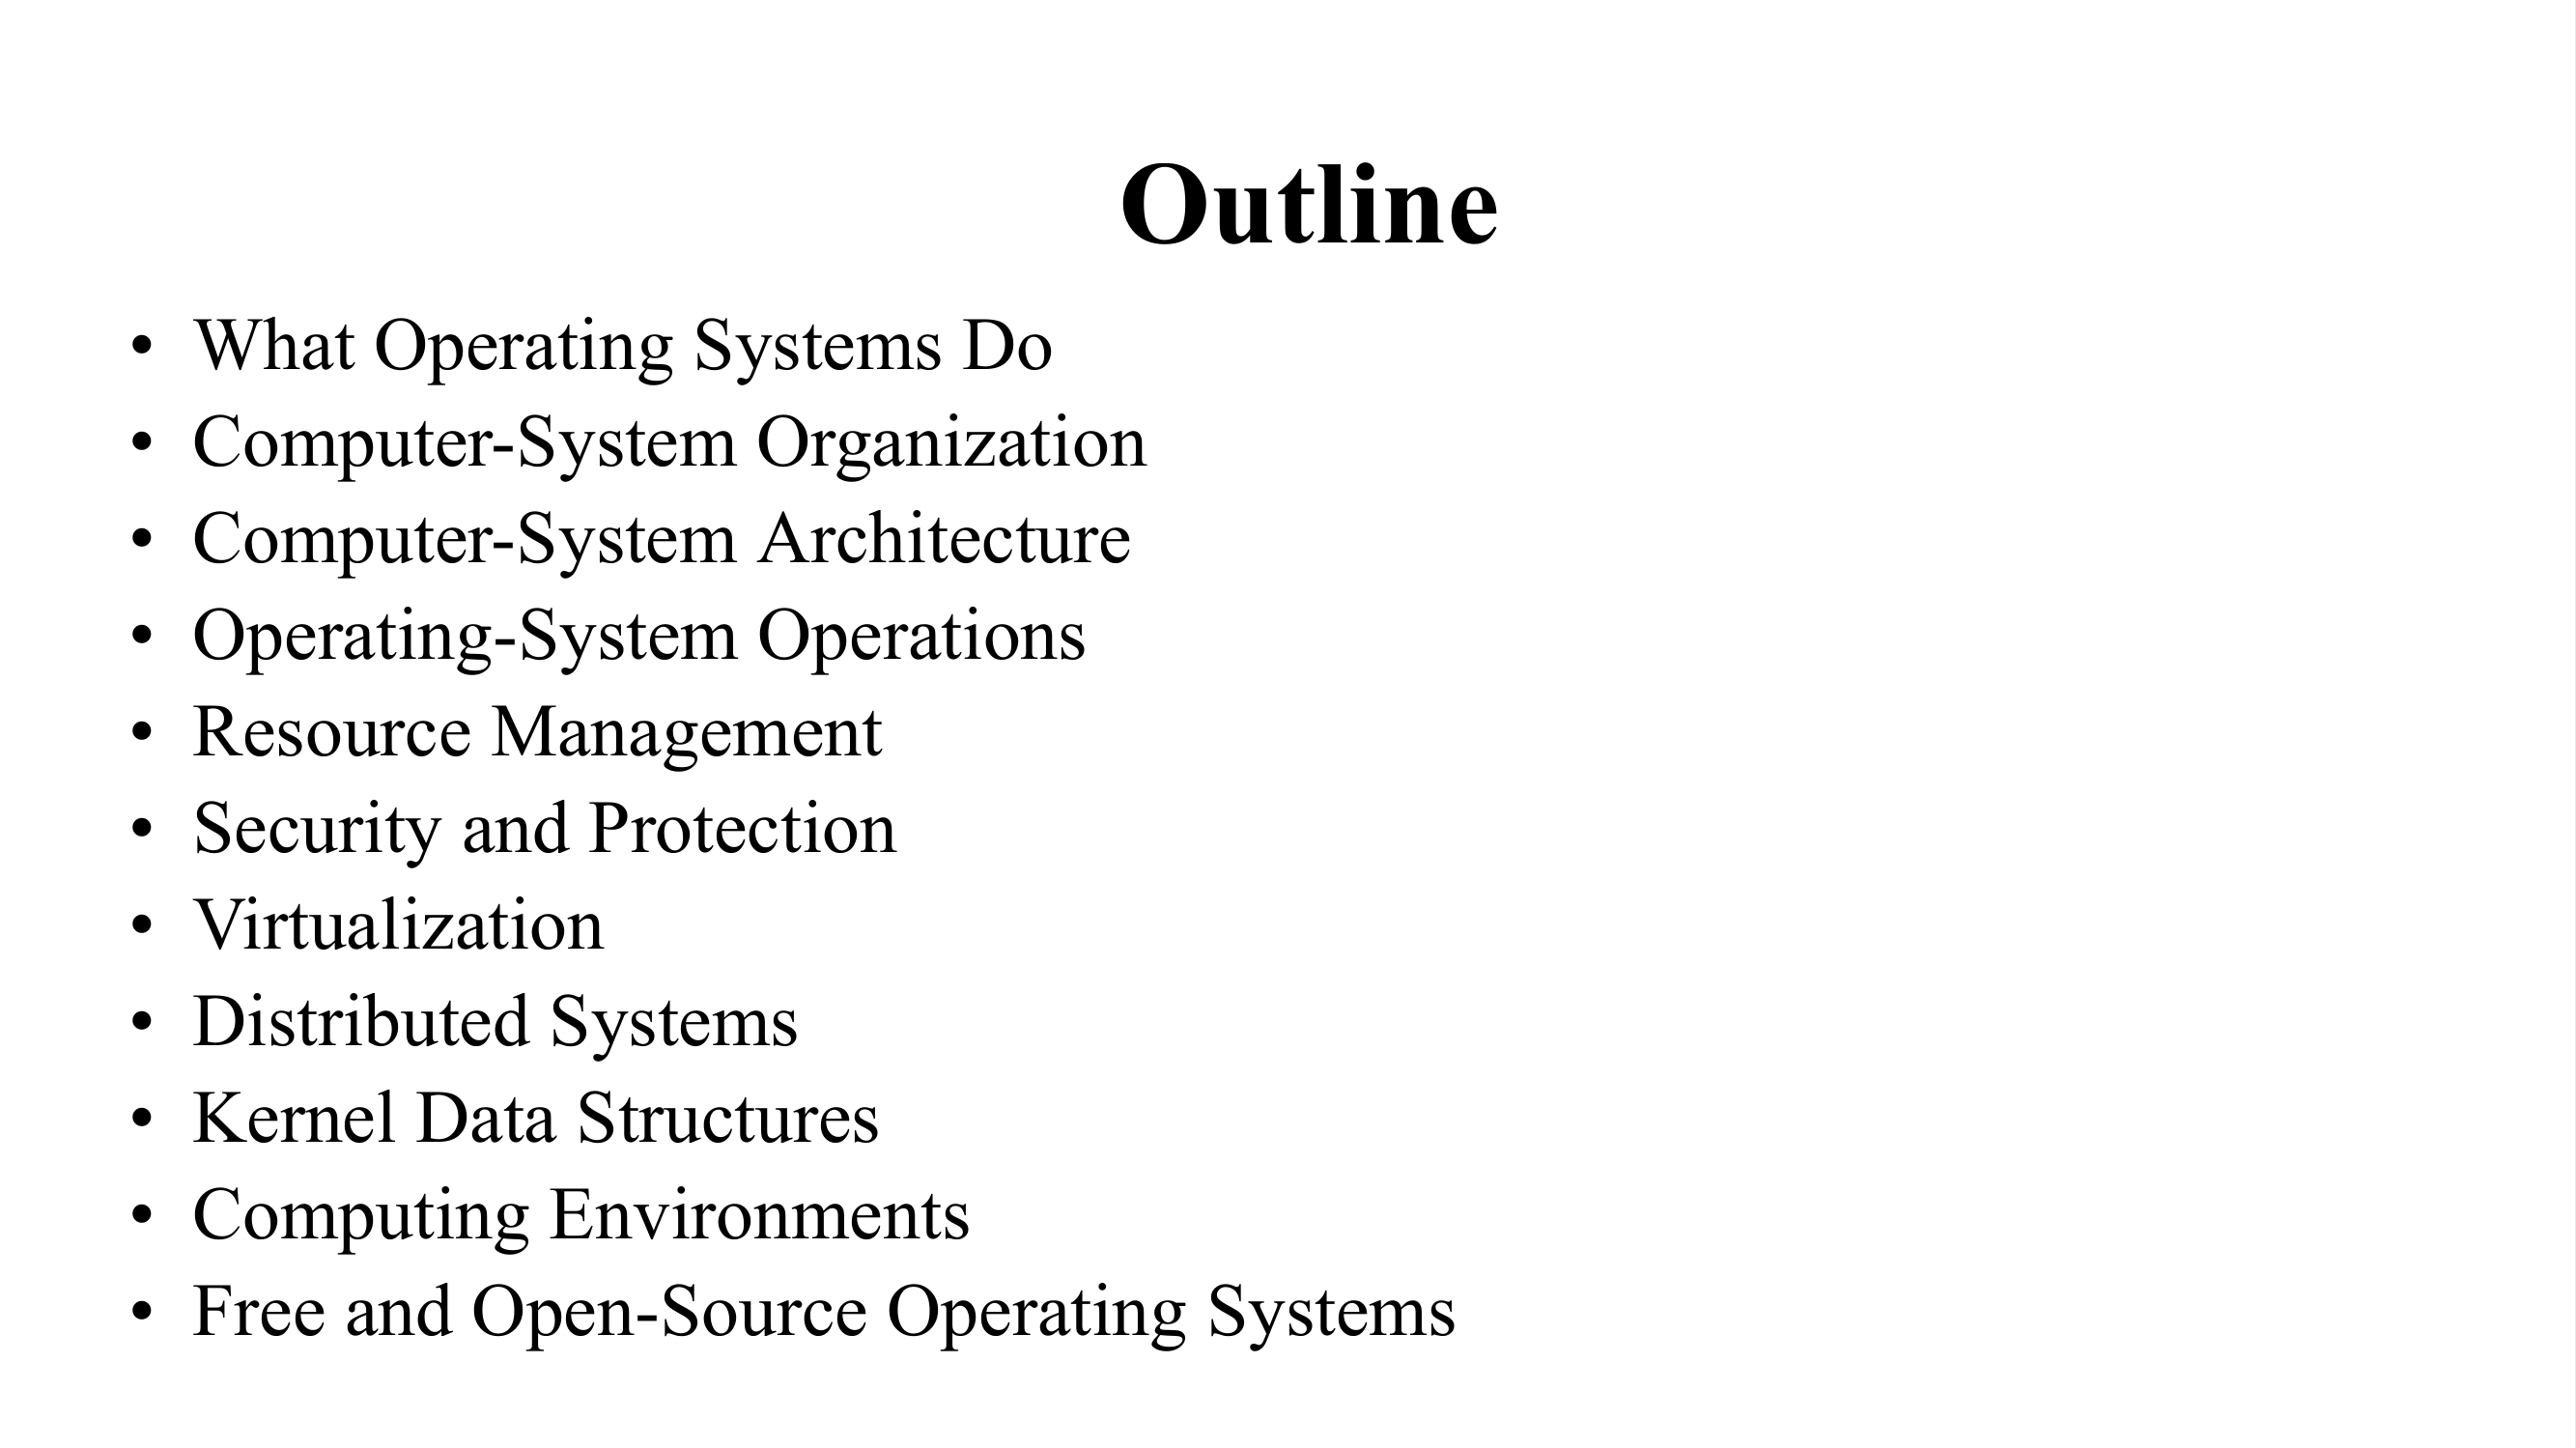 Outline
• What Operating Systems Do
• Computer-System Organization
• Computer-System Architecture
• Operating-System Operations
• Resource Management
• Security and Protection
• Virtualization
• Distributed Systems
• Kernel Data Structures
• Computing Environments
• Free and Open-Source Operating Systems